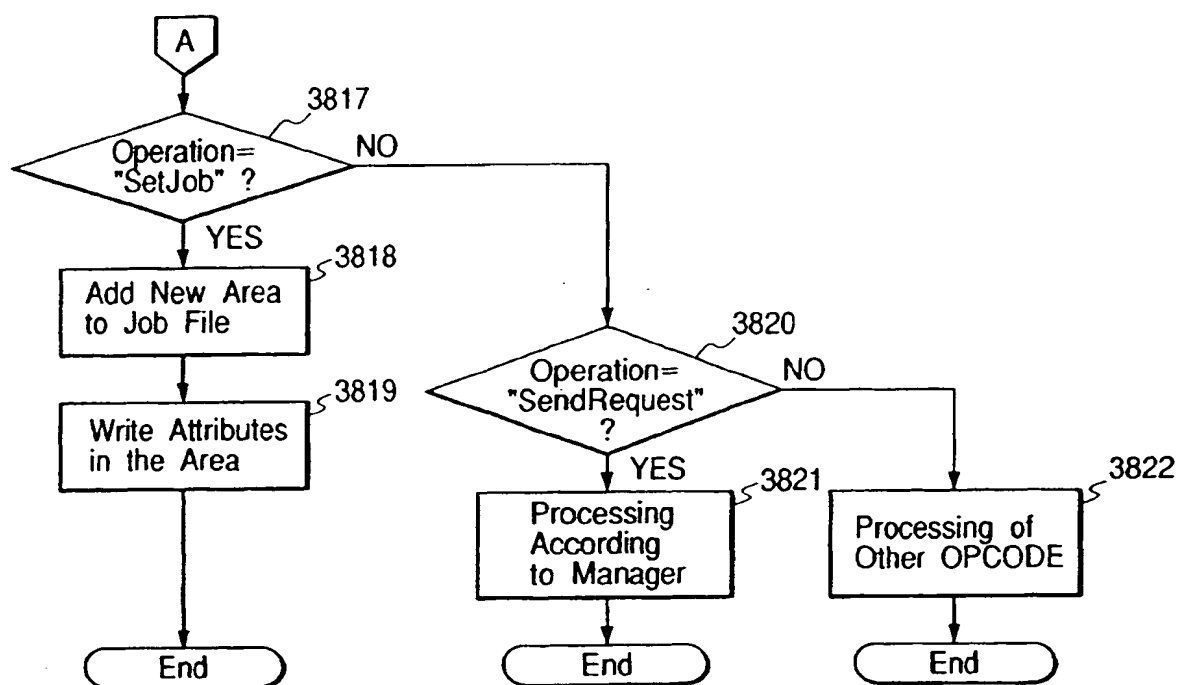 A
3817
Operation=
"SetJob" ?
NO
YES
3818
Add New Area
to Job File
3819
Write Attributes
in the Area
End
3820
Operation=
"SendRequest"
?
NO
YES
3821
Processing
According
to Manager
End
3822
Processing of
Other OPCODE
End